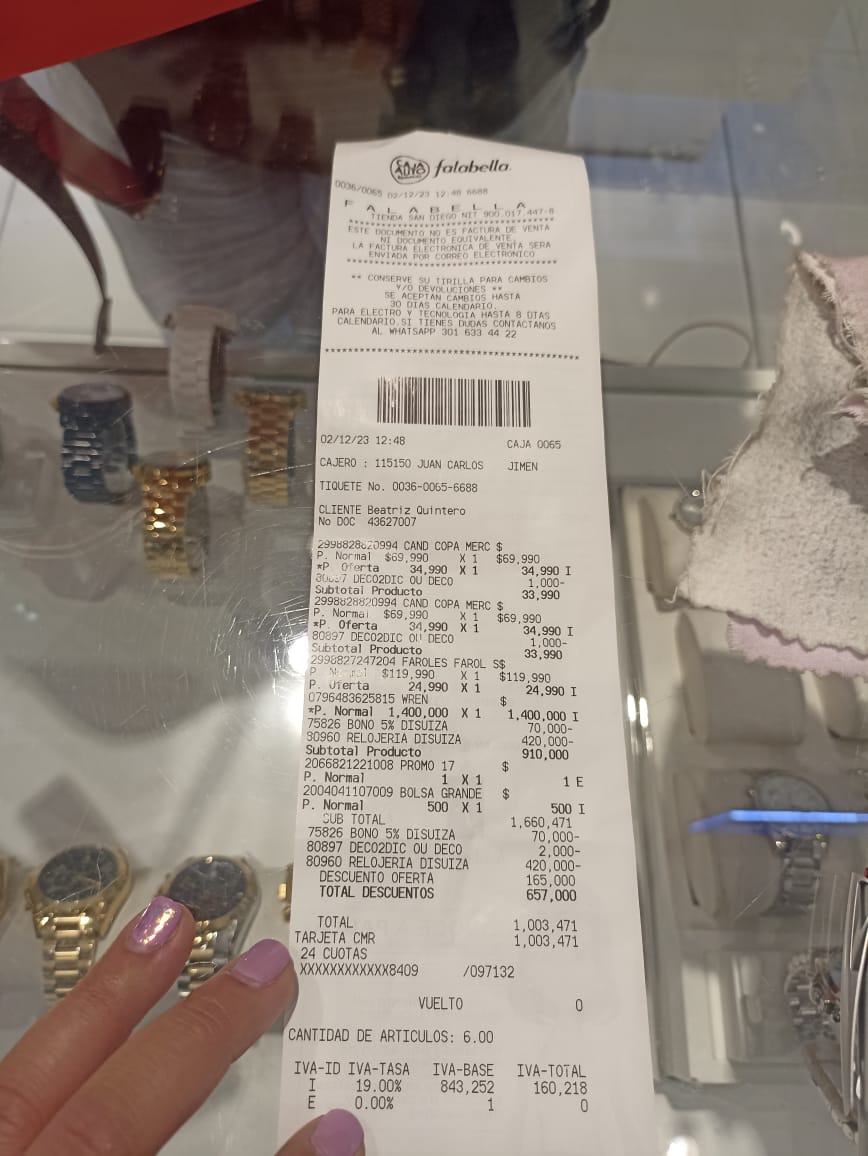 CAJA AUTO falabella.
0036/0065 02/12/23 12:48 6688
F A L A B E L L A
TIENDA SAN DIEGO NIT 900.017.447-8
ESTE DOCUMENTO NO ES FACTURA DE VENTA
NI DOCUMENTO EQUIVALENTE,
LA FACTURA ELECTRONICA DE VENTA SERA
ENVIADA POR CORREO ELECTRONICO
** CONSERVE SU TIRILLA PARA CAMBIOS
Y/O DEVOLUCIONES **
SE ACEPTAN CAMBIOS HASTA
30 DIAS CALENDARIO.
PARA ELECTRO Y TECNOLOGIA HASTA 8 DIAS
CALENDARIO.SI TIENES DUDAS CONTACTANOS
AL WHATSAPP 301 633 44 22
02/12/23 12:48 CAJA 0065
CAJERO : 115150 JUAN CARLOS JIMEN
TIQUETE No. 0036-0065-6688
CLIENTE Beatriz Quintero
No DOC 43627007
2998828820994 CAND COPA MERC $
P. Normal $69,990 X 1 $69,990
*P. Oferta 34,990 X 1 34,990 I
80897 DECO2DIC OU DECO 1,000-
Subtotal Producto 33,990
2998828820994 CAND COPA MERC $
P. Normal $69,990 X 1 $69,990
*P. Oferta 34,990 X 1 34,990 I
80897 DECO2DIC OU DECO 1,000-
Subtotal Producto 33,990
2998827247204 FAROLES FAROL S$
P. Normal $119,990 X 1 $119,990
P. Oferta 24,990 X 1 24,990 I
0796483625815 WREN $
*P. Normal 1,400,000 X 1 1,400,000 I
75826 BONO 5% DISUIZA 70,000-
80960 RELOJERIA DISUIZA 420,000-
Subtotal Producto 910,000
2066821221008 PROMO 17 $
P. Normal 1 X 1 1 E
2004041107009 BOLSA GRANDE $
P. Normal 500 X 1 500 I
SUB TOTAL 1,660,471
75826 BONO 5% DISUIZA 70,000-
80897 DECO2DIC OU DECO 2,000-
80960 RELOJERIA DISUIZA 420,000-
DESCUENTO OFERTA 165,000
TOTAL DESCUENTOS 657,000
TOTAL 1,003,471
TARJETA CMR 1,003,471
24 CUOTAS
XXXXXXXXXXXX8409 /097132
VUELTO 0
CANTIDAD DE ARTICULOS: 6.00
IVA-ID IVA-TASA IVA-BASE IVA-TOTAL
I 19.00% 843,252 160,218
E 0.00% 1 0